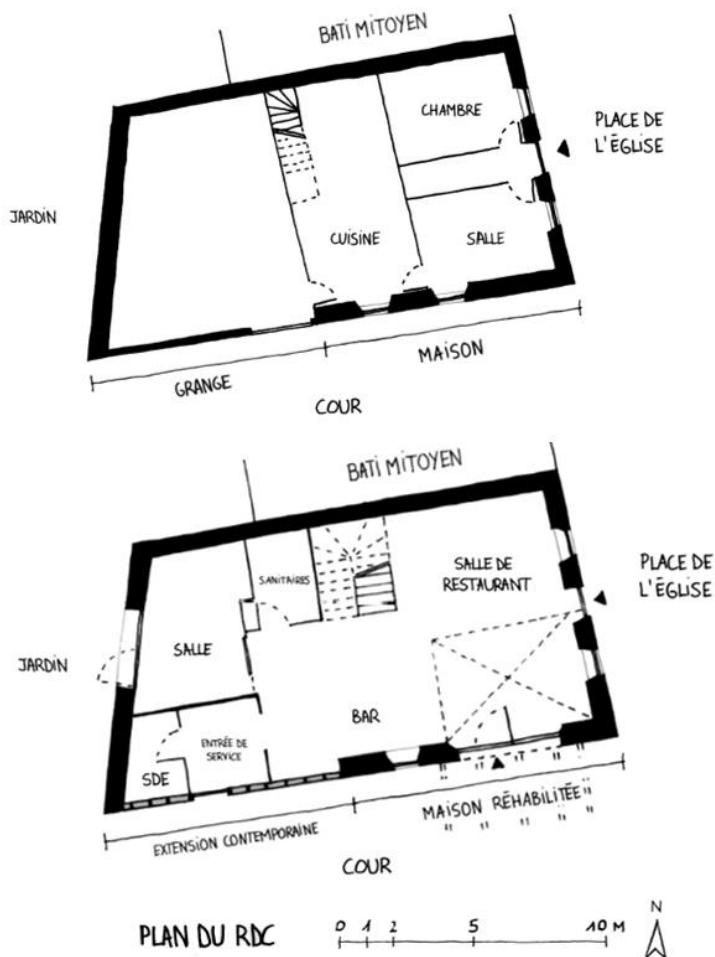 BATI MITOYEN
CHAMBRE
PLACE DE
L'ÉGLISE
JARDIN
CUISINE
SALLE
GRANGE
MAISON
COUR
BATI MITOYEN
SANITAIRES
SALLE DE
RESTAURANT
PLACE DE
L'ÉGLISE
JARDIN
SALLE
BAR
ENTRÉE DE
SERVICE
SDE
EXTENSION CONTEMPORAINE
MAISON RÉHABILITÉE
COUR
PLAN DU RDC
0 1 2 5 10 M
N